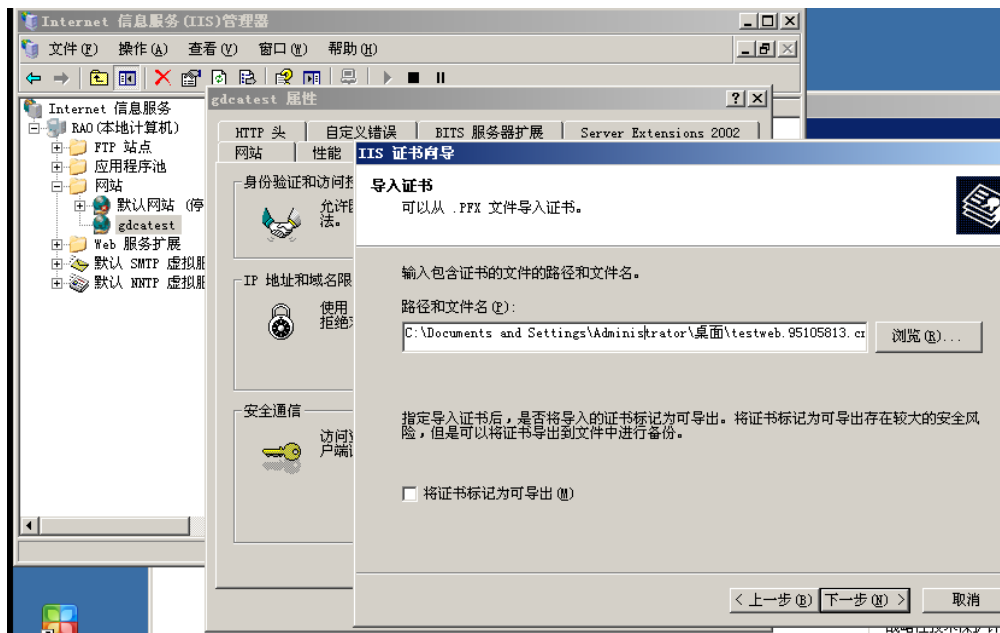 Internet 信息服务(IIS)管理器
文件(F) 操作(A) 查看(V) 窗口(W) 帮助(H)
Internet 信息服务
RAO(本地计算机)
FTP 站点
应用程序池
网站
默认网站 (停
gdcatest
Web 服务扩展
默认 SMTP 虚拟服
默认 NNTP 虚拟服
gdcatest 属性
HTTP 头 自定义错误 BITS 服务器扩展 Server Extensions 2002
网站 性能
身份验证和访问控
允许
法。
IP 地址和域名限
使用
拒绝
安全通信
访问
户端
IIS 证书向导
导入证书
可以从 .PFX 文件导入证书。
输入包含证书的文件的路径和文件名。
路径和文件名(P):
C:\Documents and Settings\Administrator\桌面\testweb.95105813.cr
浏览(R)...
指定导入证书后，是否将导入的证书标记为可导出。将证书标记为可导出存在较大的安全风
险，但是可以将证书导出到文件中进行备份。
将证书标记为可导出(M)
< 上一步(B) 下一步(N) > 取消